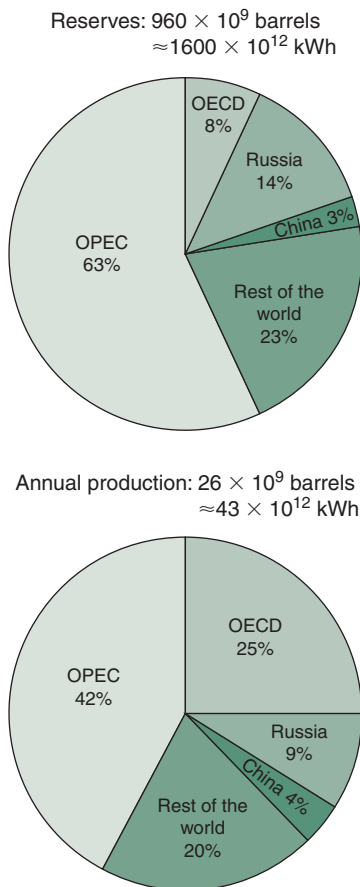 Reserves: 960 × 10⁹ barrels
≈1600 × 10¹² kWh
OECD
8%
Russia
14%
China 3%
OPEC
63%
Rest of the
world
23%
Annual production: 26 × 10⁹ barrels
≈43 × 10¹² kWh
OECD
25%
OPEC
42%
Russia
9%
China 4%
Rest of the
world
20%